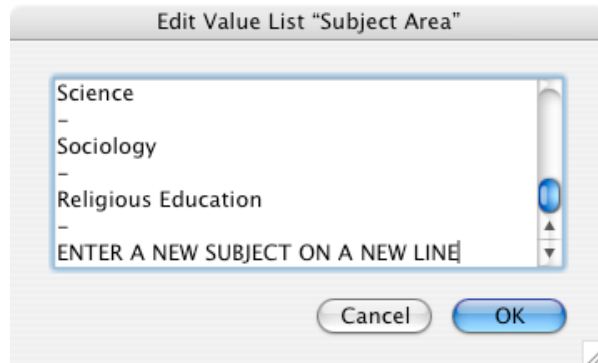 Edit Value List “Subject Area”
Science
–
Sociology
–
Religious Education
–
ENTER A NEW SUBJECT ON A NEW LINE
Cancel OK